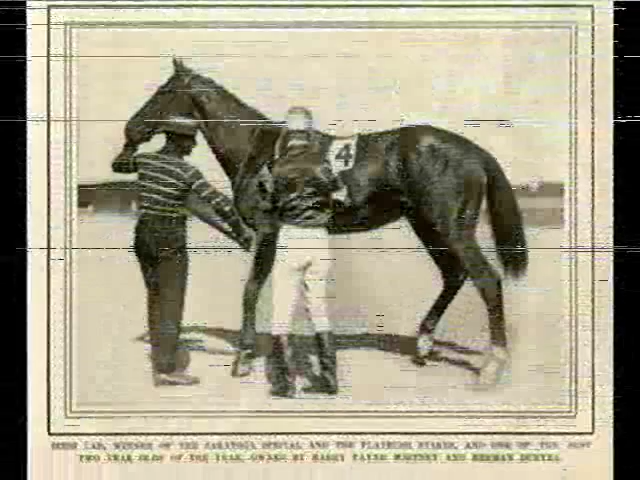 4
LAD, WINNER OF THE SARATOGA SPECIAL AND THE FLATBUSH STAKES, AND ONE OF THE BEST
TWO YEAR OLDS OF THE YEAR. OWNED BY HARRY PAYNE WHITNEY AND HERMAN DURYEA.